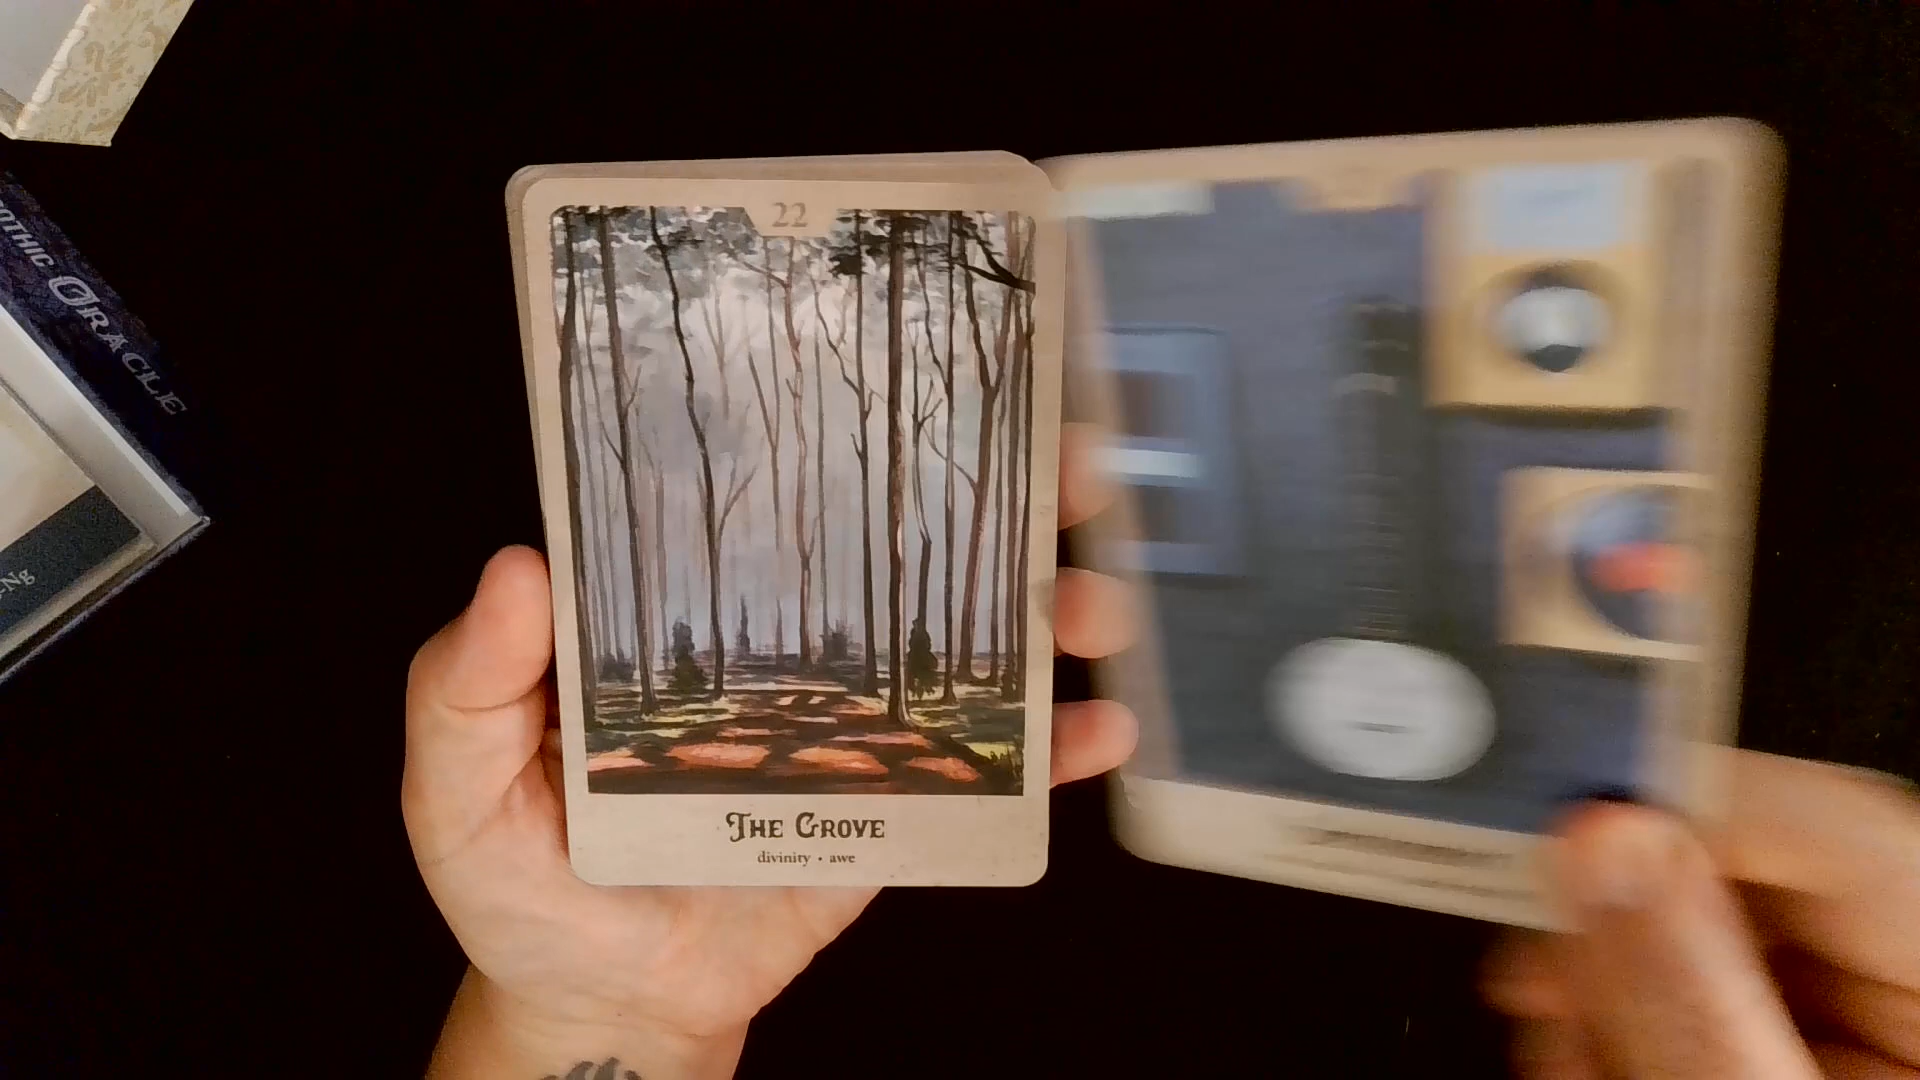 OTHIC ORACLE
-Ng
22
The Grove
divinity • awe